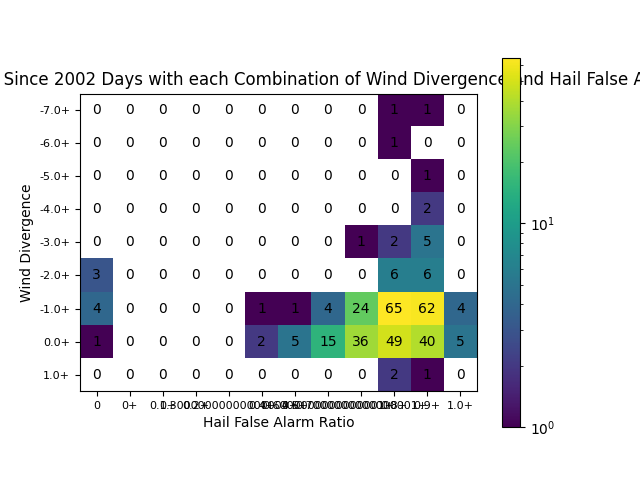 Since 2002 Days with each Combination of Wind Divergence and Hail False A
-7.0+ 0 0 0 0 0 0 0 0 0 1 1 0
-6.0+ 0 0 0 0 0 0 0 0 0 1 0 0
-5.0+ 0 0 0 0 0 0 0 0 0 0 1 0
-4.0+ 0 0 0 0 0 0 0 0 0 0 2 0
-3.0+ 0 0 0 0 0 0 0 0 1 2 5 0
-2.0+ 3 0 0 0 0 0 0 0 0 6 6 0
-1.0+ 4 0 0 0 0 1 1 4 24 65 62 4
0.0+ 1 0 0 0 0 2 5 15 36 49 40 5
1.0+ 0 0 0 0 0 0 0 0 0 2 1 0
0 0+ 1.0+
Hail False Alarm Ratio
Wind Divergence
10¹
10⁰